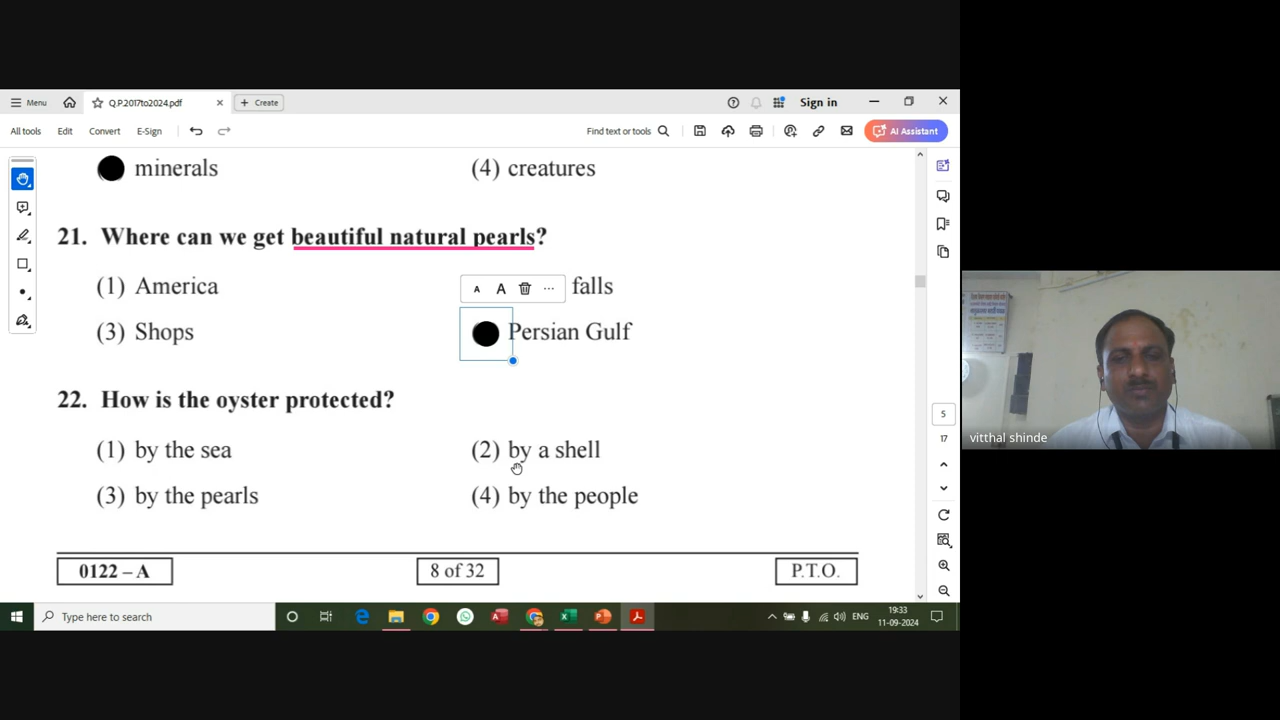 Menu
Q.P.2017to2024.pdf
Create
Sign in
All tools Edit Convert E-Sign
Find text or tools
AI Assistant
minerals (4) creatures
21. Where can we get beautiful natural pearls?
(1) America falls
A A
(3) Shops Persian Gulf
22. How is the oyster protected?
(1) by the sea (2) by a shell
(3) by the pearls (4) by the people
5
17
0122 – A 8 of 32 P.T.O.
vitthal shinde
Type here to search
ENG
19:33
11-09-2024